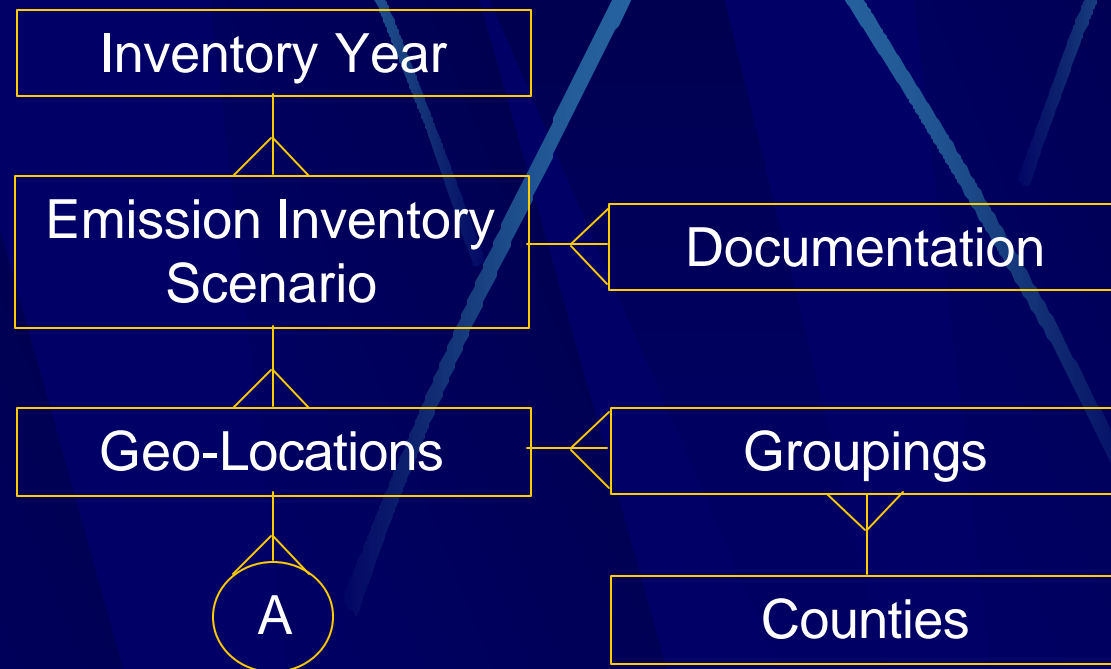 Inventory Year
Emission Inventory
Scenario
Documentation
Geo-Locations
Groupings
A
Counties